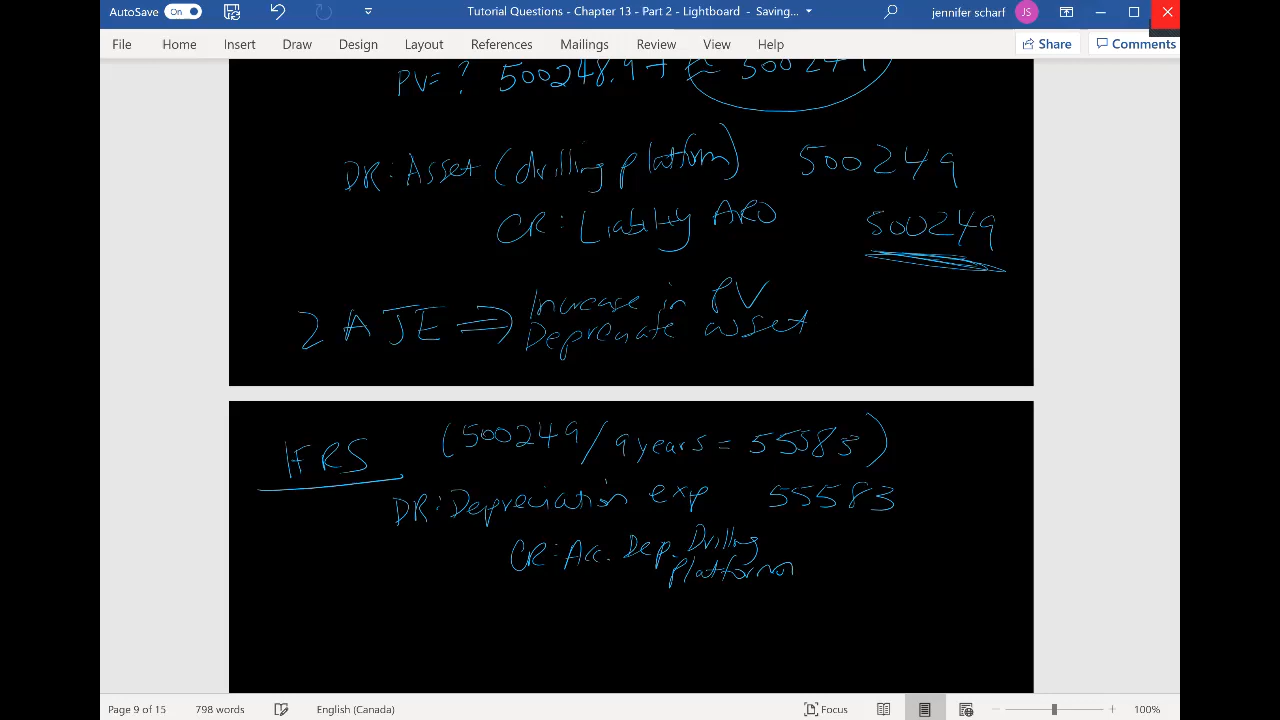 AutoSave On Tutorial Questions - Chapter 13 - Part 2 - Lightboard - Saving... jennifer scharf JS
File Home Insert Draw Design Layout References Mailings Review View Help Share Comments
PV= ? 500248.97 ≈ 500249
DR: Asset (drilling platform) 500249
CR: Liability ARO 500249
2 AJE ⇒ Increase in PV
Depreciate asset
IFRS (500249/9years = 55583)
DR: Depreciation exp 55583
CR: Acc. Dep. Drilling
platform
Page 9 of 15 798 words English (Canada) Focus 100%